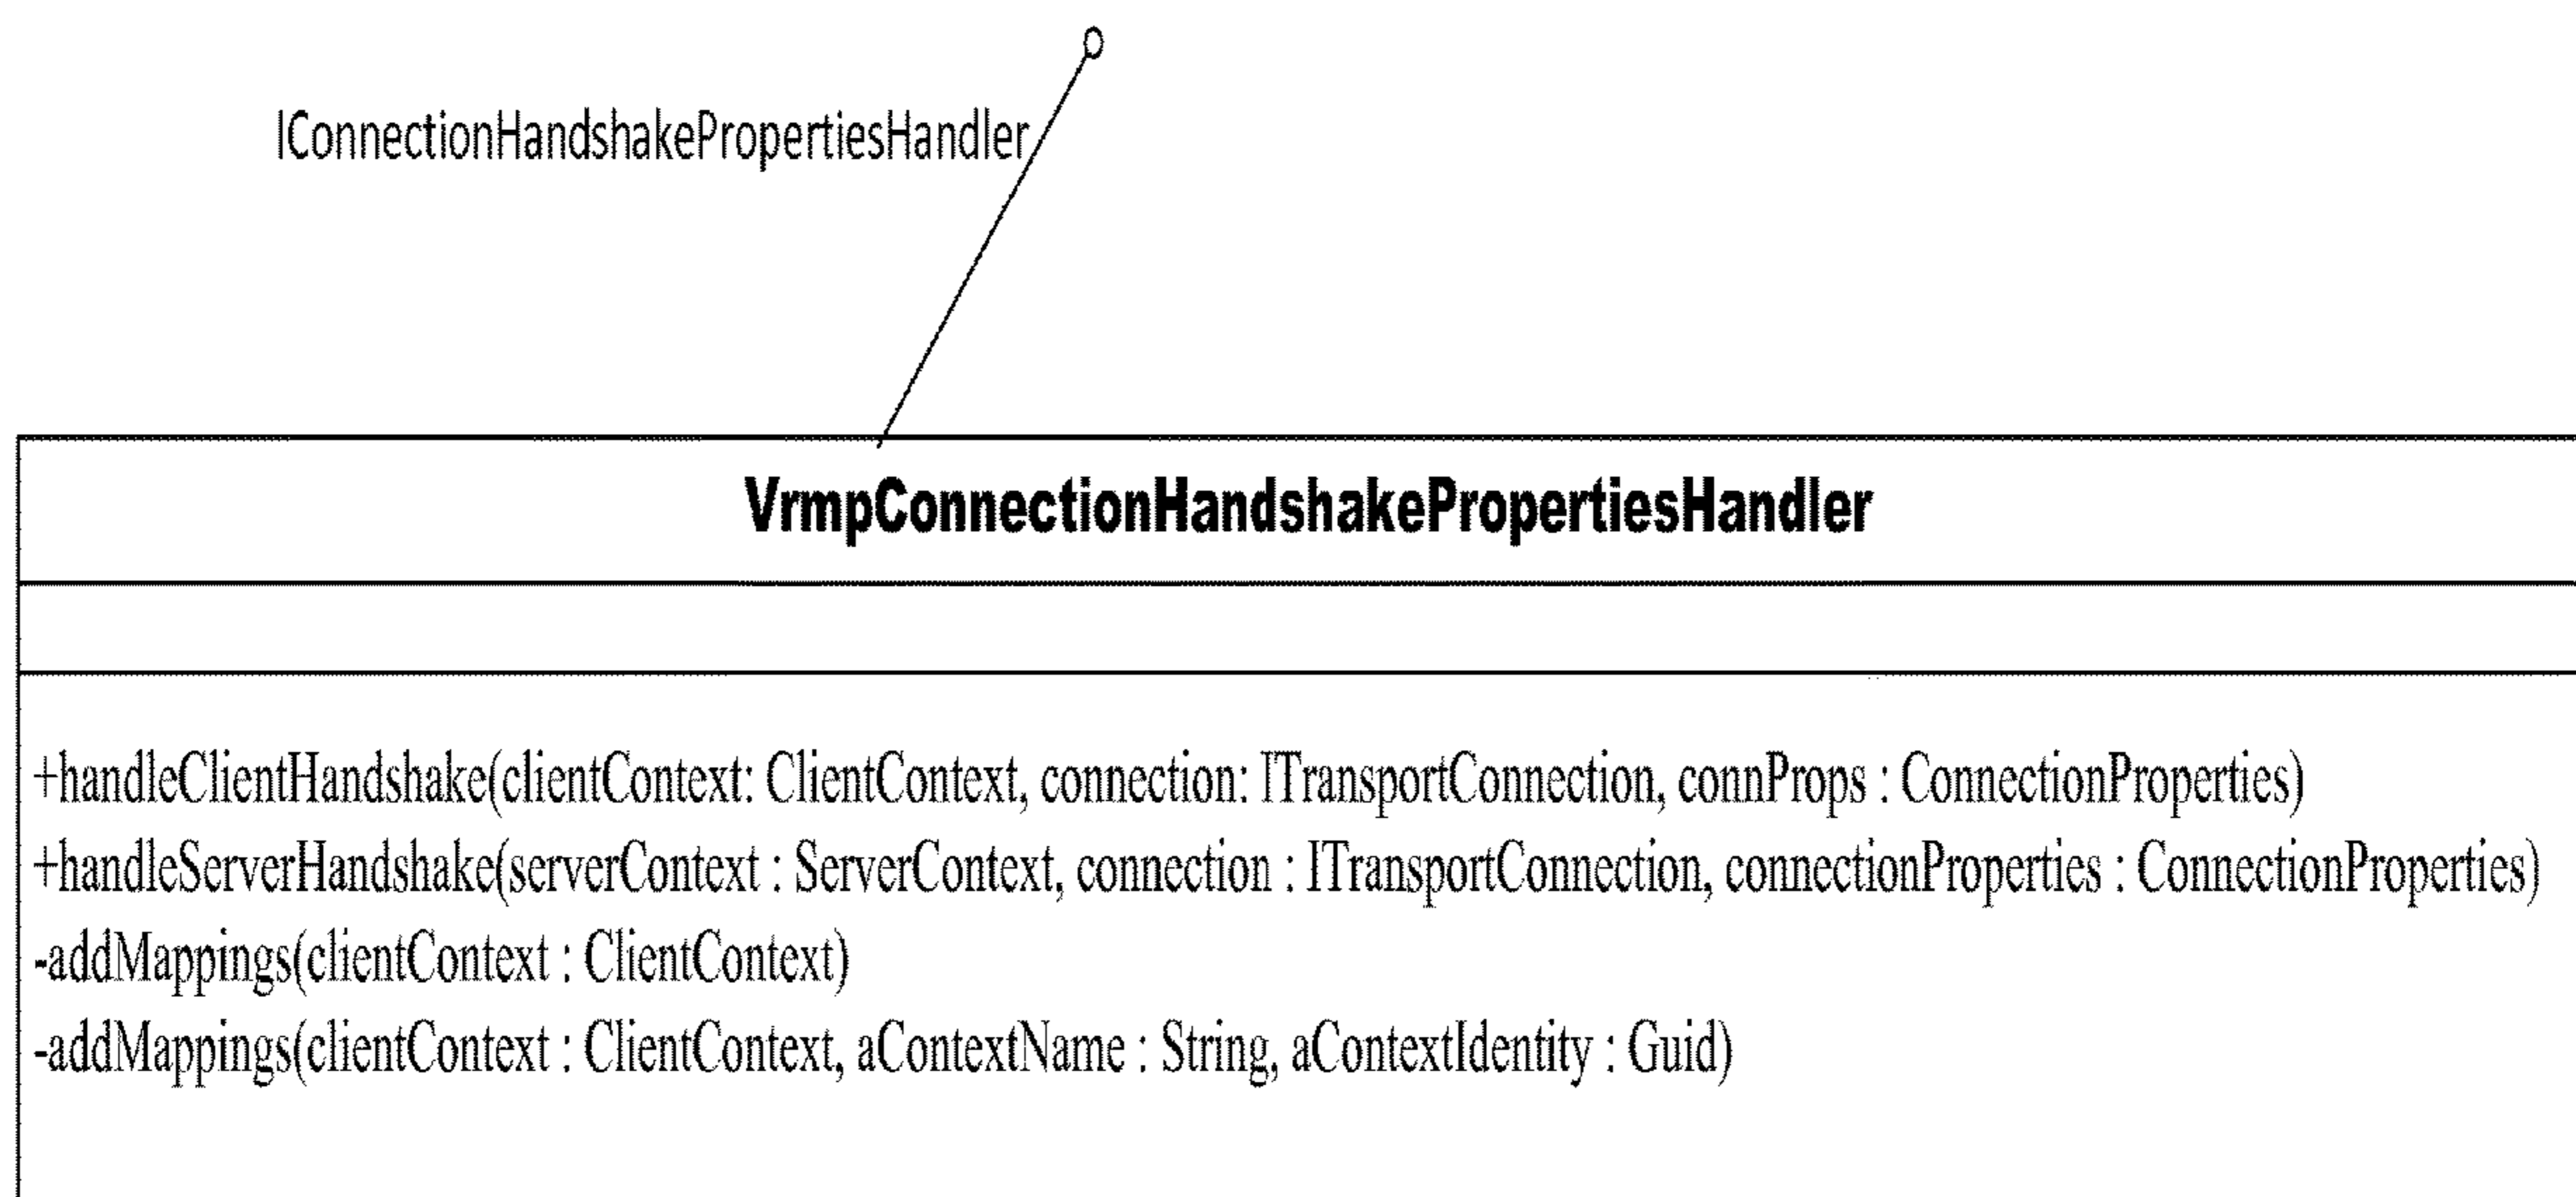 IConnectionHandshakePropertiesHandler
VrmpConnectionHandshakePropertiesHandler
+handleClientHandshake(clientContext: ClientContext, connection: ITransportConnection, connProps : ConnectionProperties)
+handleServerHandshake(serverContext : ServerContext, connection : ITransportConnection, connectionProperties : ConnectionProperties)
-addMappings(clientContext : ClientContext)
-addMappings(clientContext : ClientContext, aContextName : String, aContextIdentity : Guid)